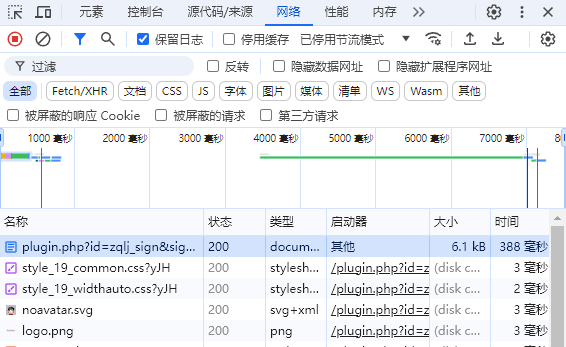 元素 控制台 源代码/来源 网络 性能 内存
保留日志 停用缓存 已停用节流模式
过滤 反转 隐藏数据网址 隐藏扩展程序网址
全部 Fetch/XHR 文档 CSS JS 字体 图片 媒体 清单 WS Wasm 其他
被屏蔽的响应 Cookie 被屏蔽的请求 第三方请求
1000 毫秒 2000 毫秒 3000 毫秒 4000 毫秒 5000 毫秒 6000 毫秒 7000 毫秒
名称 状态 类型 启动器 大小 时间
plugin.php?id=zqlj_sign&sig... 200 docum... 其他 6.1 kB 388 毫秒
style_19_common.css?yJH 200 stylesh... /plugin.php?id=z (disk c... 3 毫秒
style_19_widthauto.css?yJH 200 stylesh... /plugin.php?id=z (disk c... 2 毫秒
noavatar.svg 200 svg+xml /plugin.php?id=z (disk c... 3 毫秒
logo.png 200 png /plugin.php?id=z (disk c... 3 毫秒